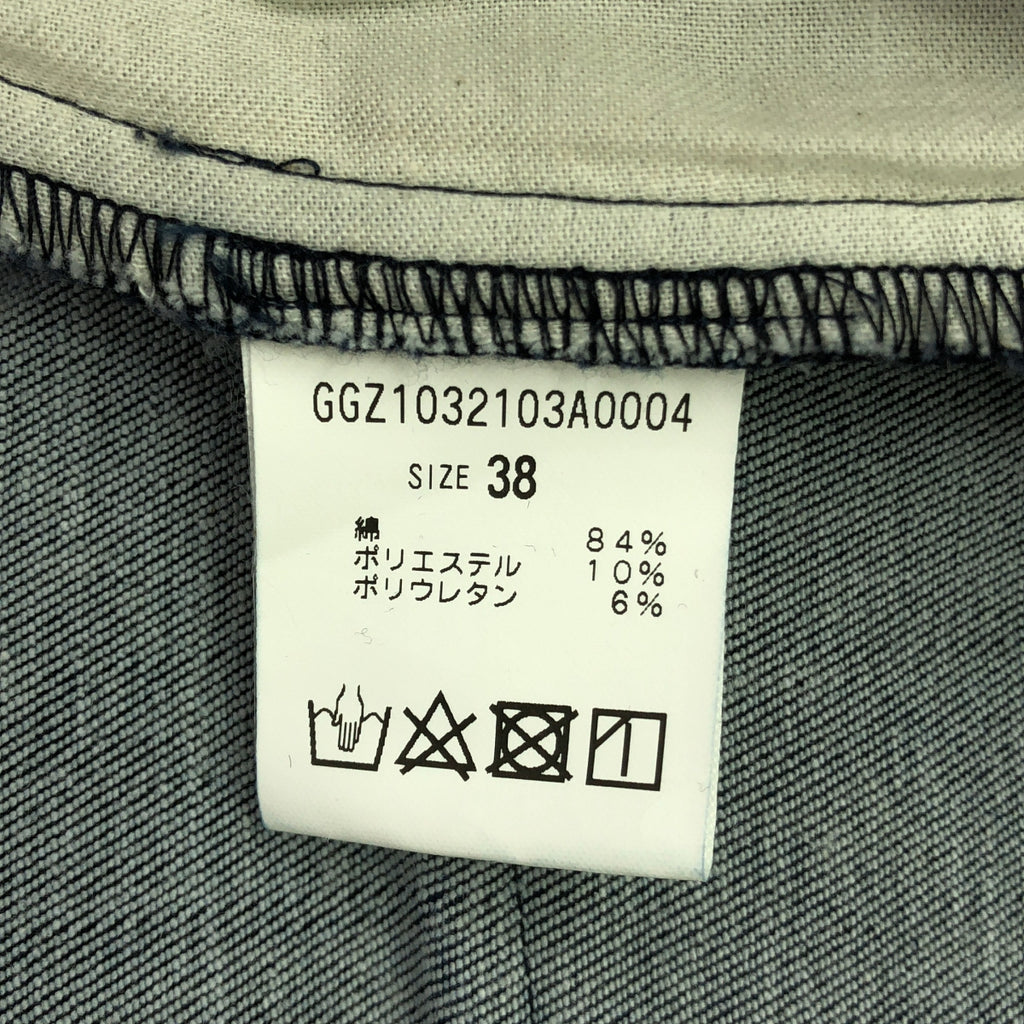 GGZ1032103A0004
SIZE 38
綿 84%
ポリエステル 10%
ポリウレタン 6%